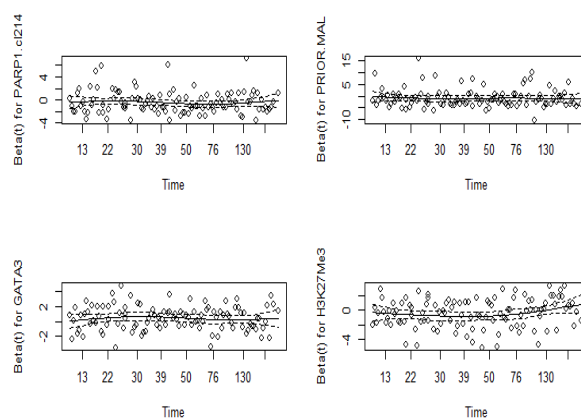 Beta(t) for PARP1.cl214
4
0
-4
13 22 30 39 50 76 130
Time
Beta(t) for PRIOR.MAL
15
5
-10
13 22 30 39 50 76 130
Time
Beta(t) for GATA3
2
0
-2
13 22 30 39 50 76 130
Time
Beta(t) for H3K27Me3
0
-4
13 22 30 39 50 76 130
Time